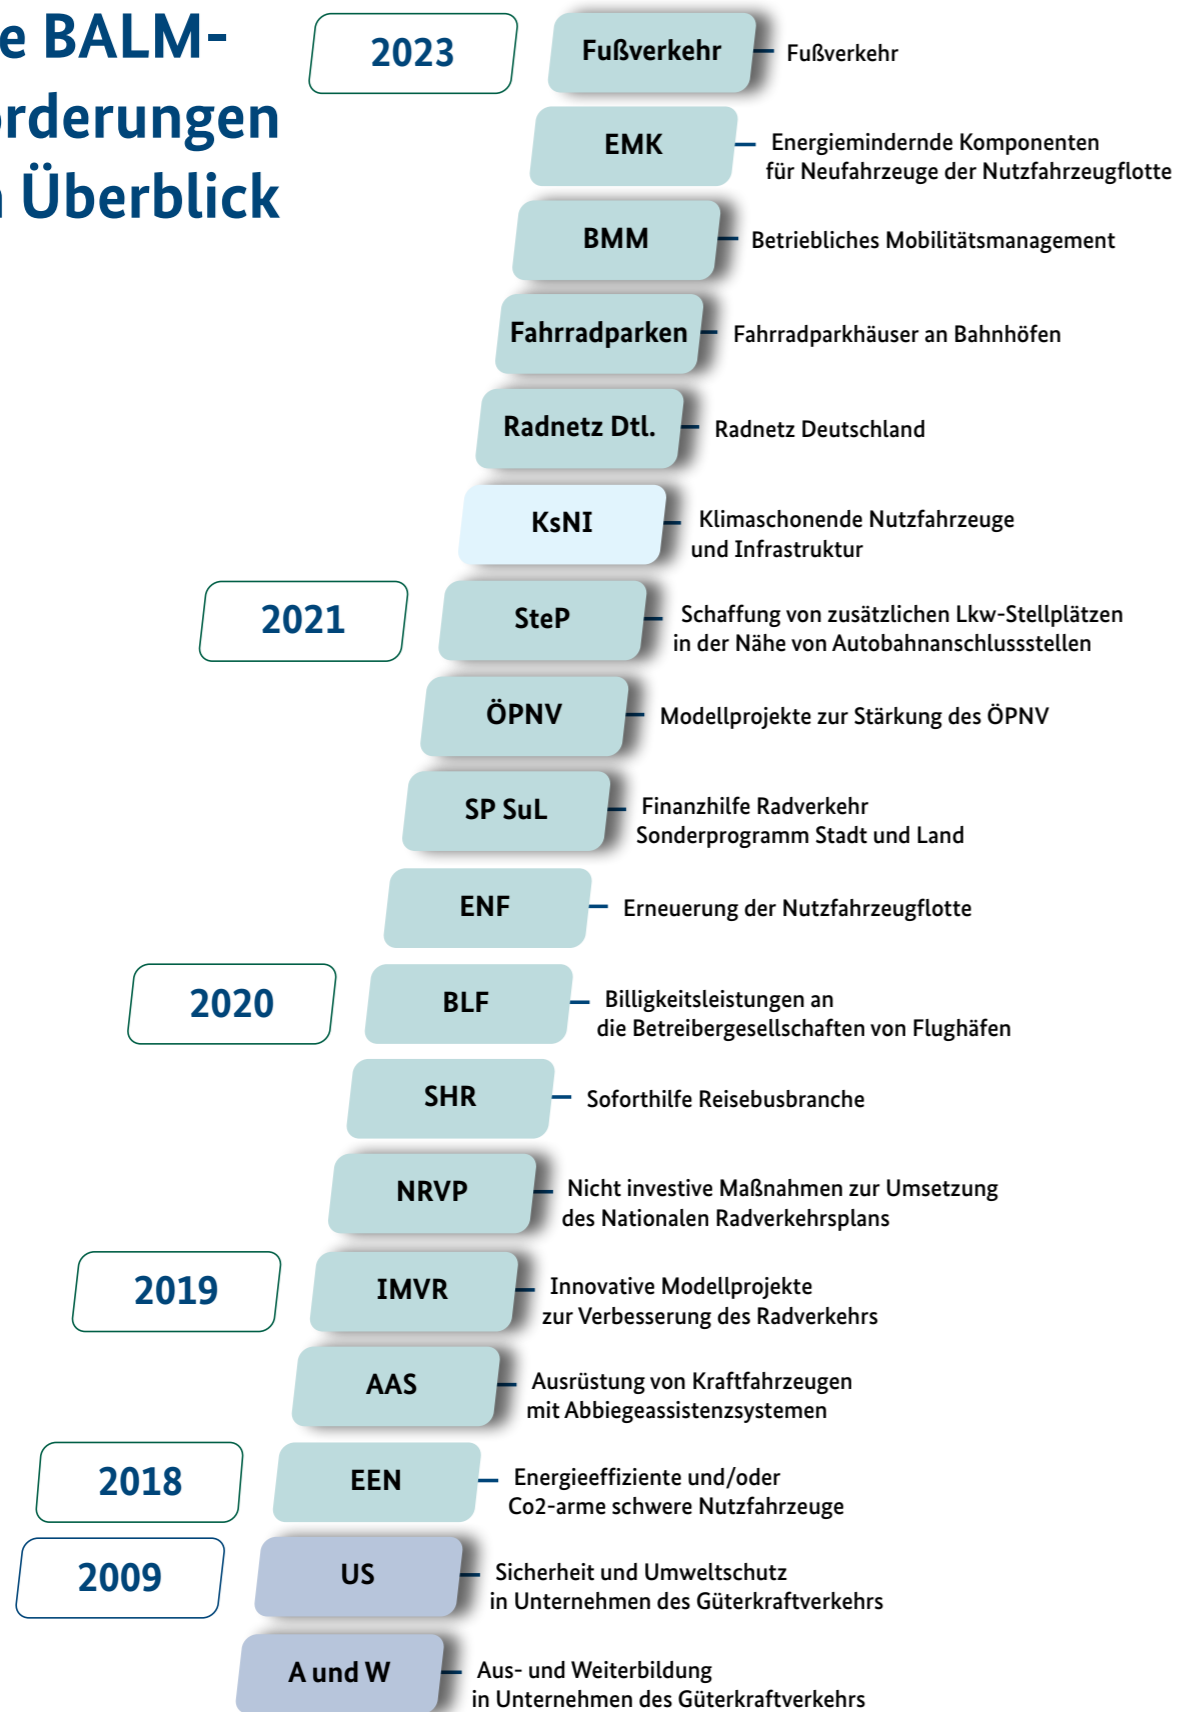 e BALM-
rderungen
Überblick
2023
Fußverkehr
Fußverkehr
EMK
Energiemindernde Komponenten
für Neufahrzeuge der Nutzfahrzeugflotte
BMM
Betriebliches Mobilitätsmanagement
Fahrradparken
Fahrradparkhäuser an Bahnhöfen
Radnetz Dtl.
Radnetz Deutschland
KsNI
Klimaschonende Nutzfahrzeuge
und Infrastruktur
2021
SteP
Schaffung von zusätzlichen Lkw-Stellplätzen
in der Nähe von Autobahnanschlussstellen
ÖPNV
Modellprojekte zur Stärkung des ÖPNV
SP SuL
Finanzhilfe Radverkehr
Sonderprogramm Stadt und Land
ENF
Erneuerung der Nutzfahrzeugflotte
2020
BLF
Billigkeitsleistungen an
die Betreibergesellschaften von Flughäfen
SHR
Soforthilfe Reisebusbranche
NRVP
Nicht investive Maßnahmen zur Umsetzung
des Nationalen Radverkehrsplans
2019
IMVR
Innovative Modellprojekte
zur Verbesserung des Radverkehrs
AAS
Ausrüstung von Kraftfahrzeugen
mit Abbiegeassistenzsystemen
2018
EEN
Energieeffiziente und/oder
Co2-arme schwere Nutzfahrzeuge
2009
US
Sicherheit und Umweltschutz
in Unternehmen des Güterkraftverkehrs
A und W
Aus- und Weiterbildung
in Unternehmen des Güterkraftverkehrs